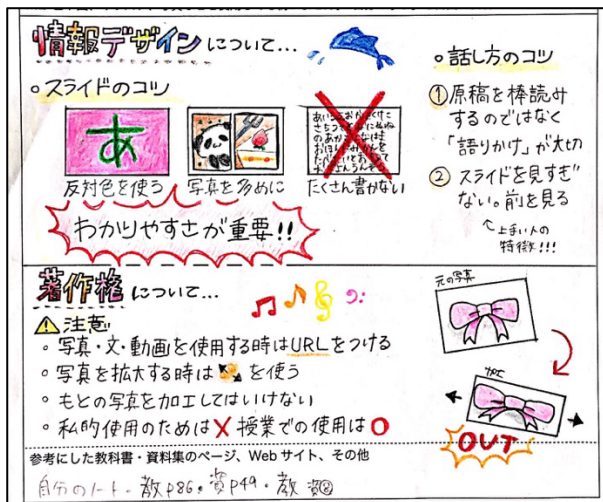 情報デザインについて...
◦スライドのコツ
あ
反対色を使う
写真を多めに
たくさん書かない
わかりやすさが重要!!
◦話し方のコツ
① 原稿を棒読み
するのではなく
「語りかけ」が大切
② スライドを見すぎ
ない。前を見る
↖上手い人の
特徴!!!
著作権について...
⚠注意
◦写真・文・動画を使用する時はURLをつける
◦写真を拡大する時は を使う
◦もとの写真を加工してはいけない
◦私的使用のためは✕ 授業での使用は〇
元の写真
加工
OUT
参考にした教科書・資料集のページ、Web サイト、その他
自分のノート・教P86・資P49・教